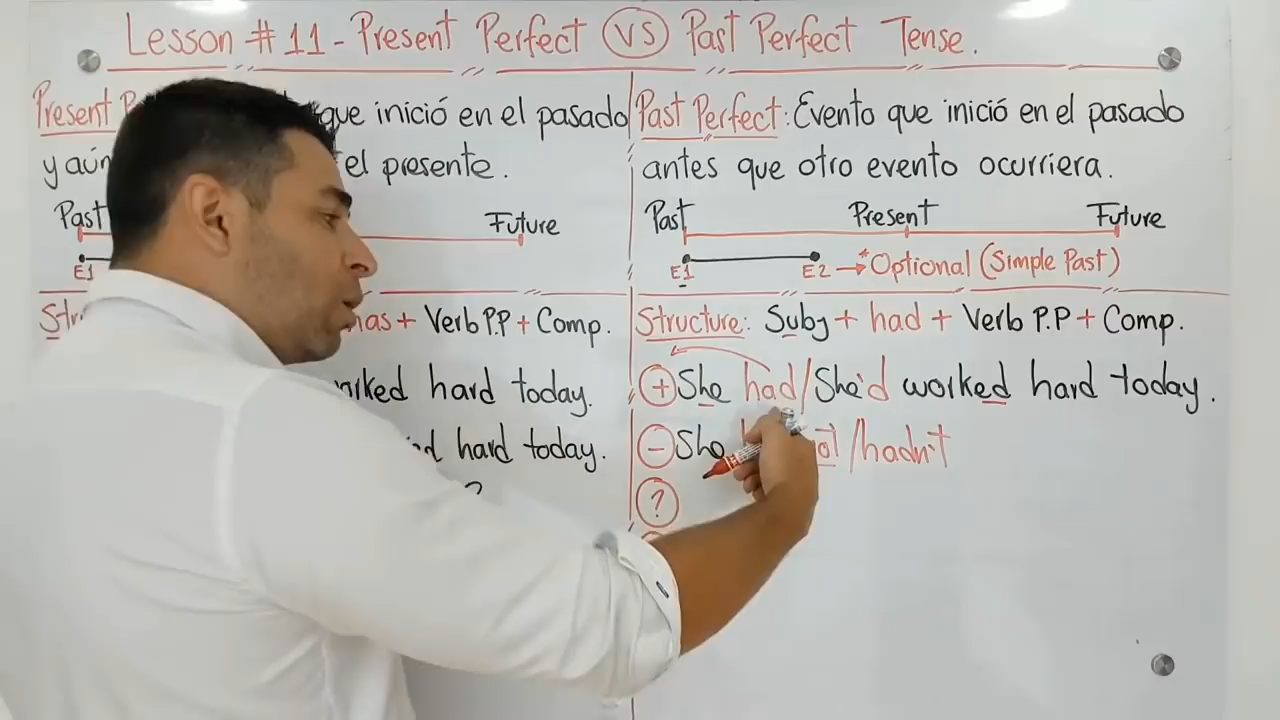 Lesson # 11 - Present Perfect VS Past Perfect Tense.
Present que inició en el pasado
y aún el presente.
Past Future
E1
has + Verb P.P + Comp.
worked hard today.
hard today.
?
Past Perfect: Evento que inició en el pasado
antes que otro evento ocurriera.
Past Present Future
E1 E2 → *Optional (Simple Past)
Structure: Subj + had + Verb P.P + Comp.
+ She had/She'd worked hard today.
- She not/hadn't
?